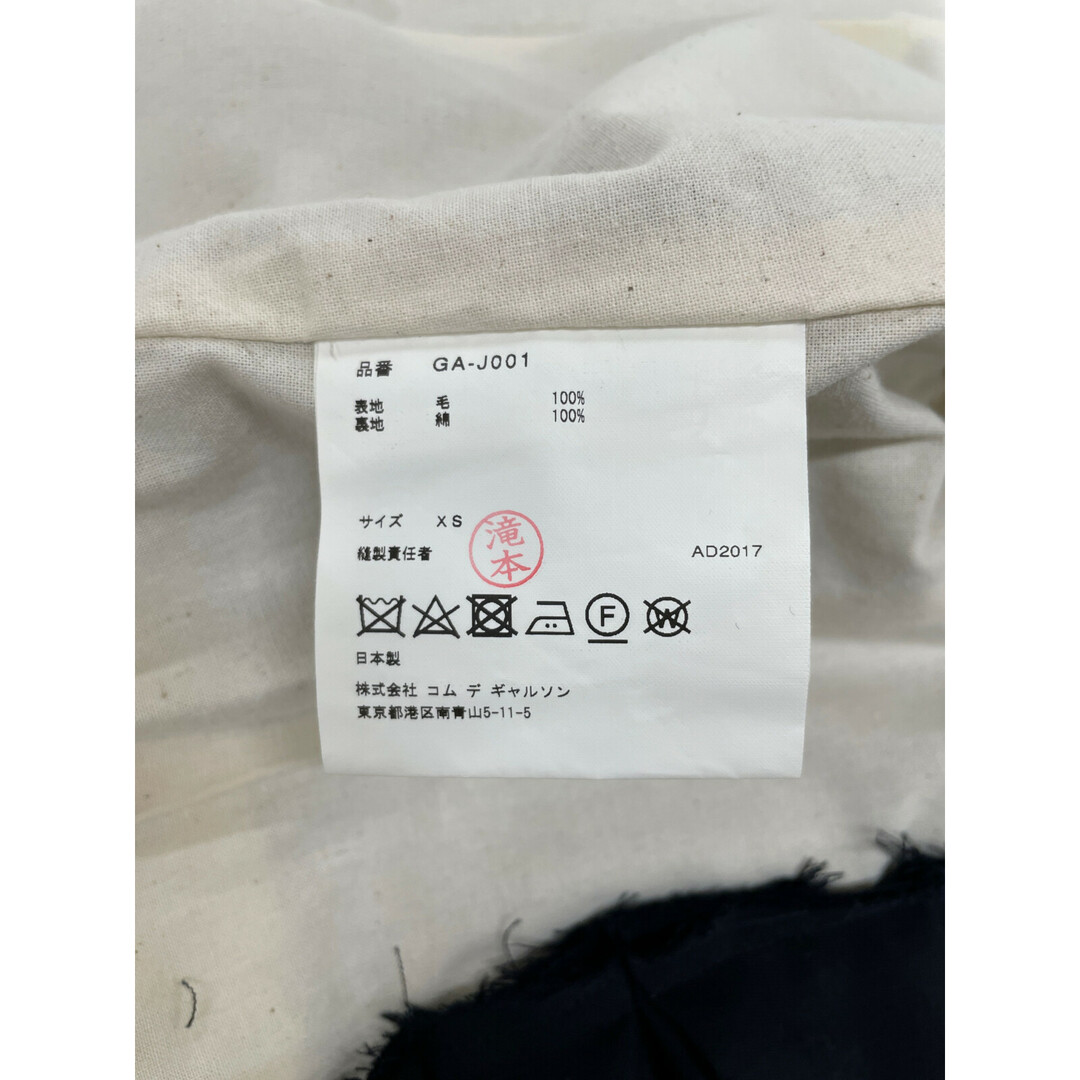 品番 GA-J001
表地 毛 100%
裏地 綿 100%
サイズ XS
縫製責任者 滝本 AD2017
F W
日本製
株式会社 コム デ ギャルソン
東京都港区南青山5-11-5